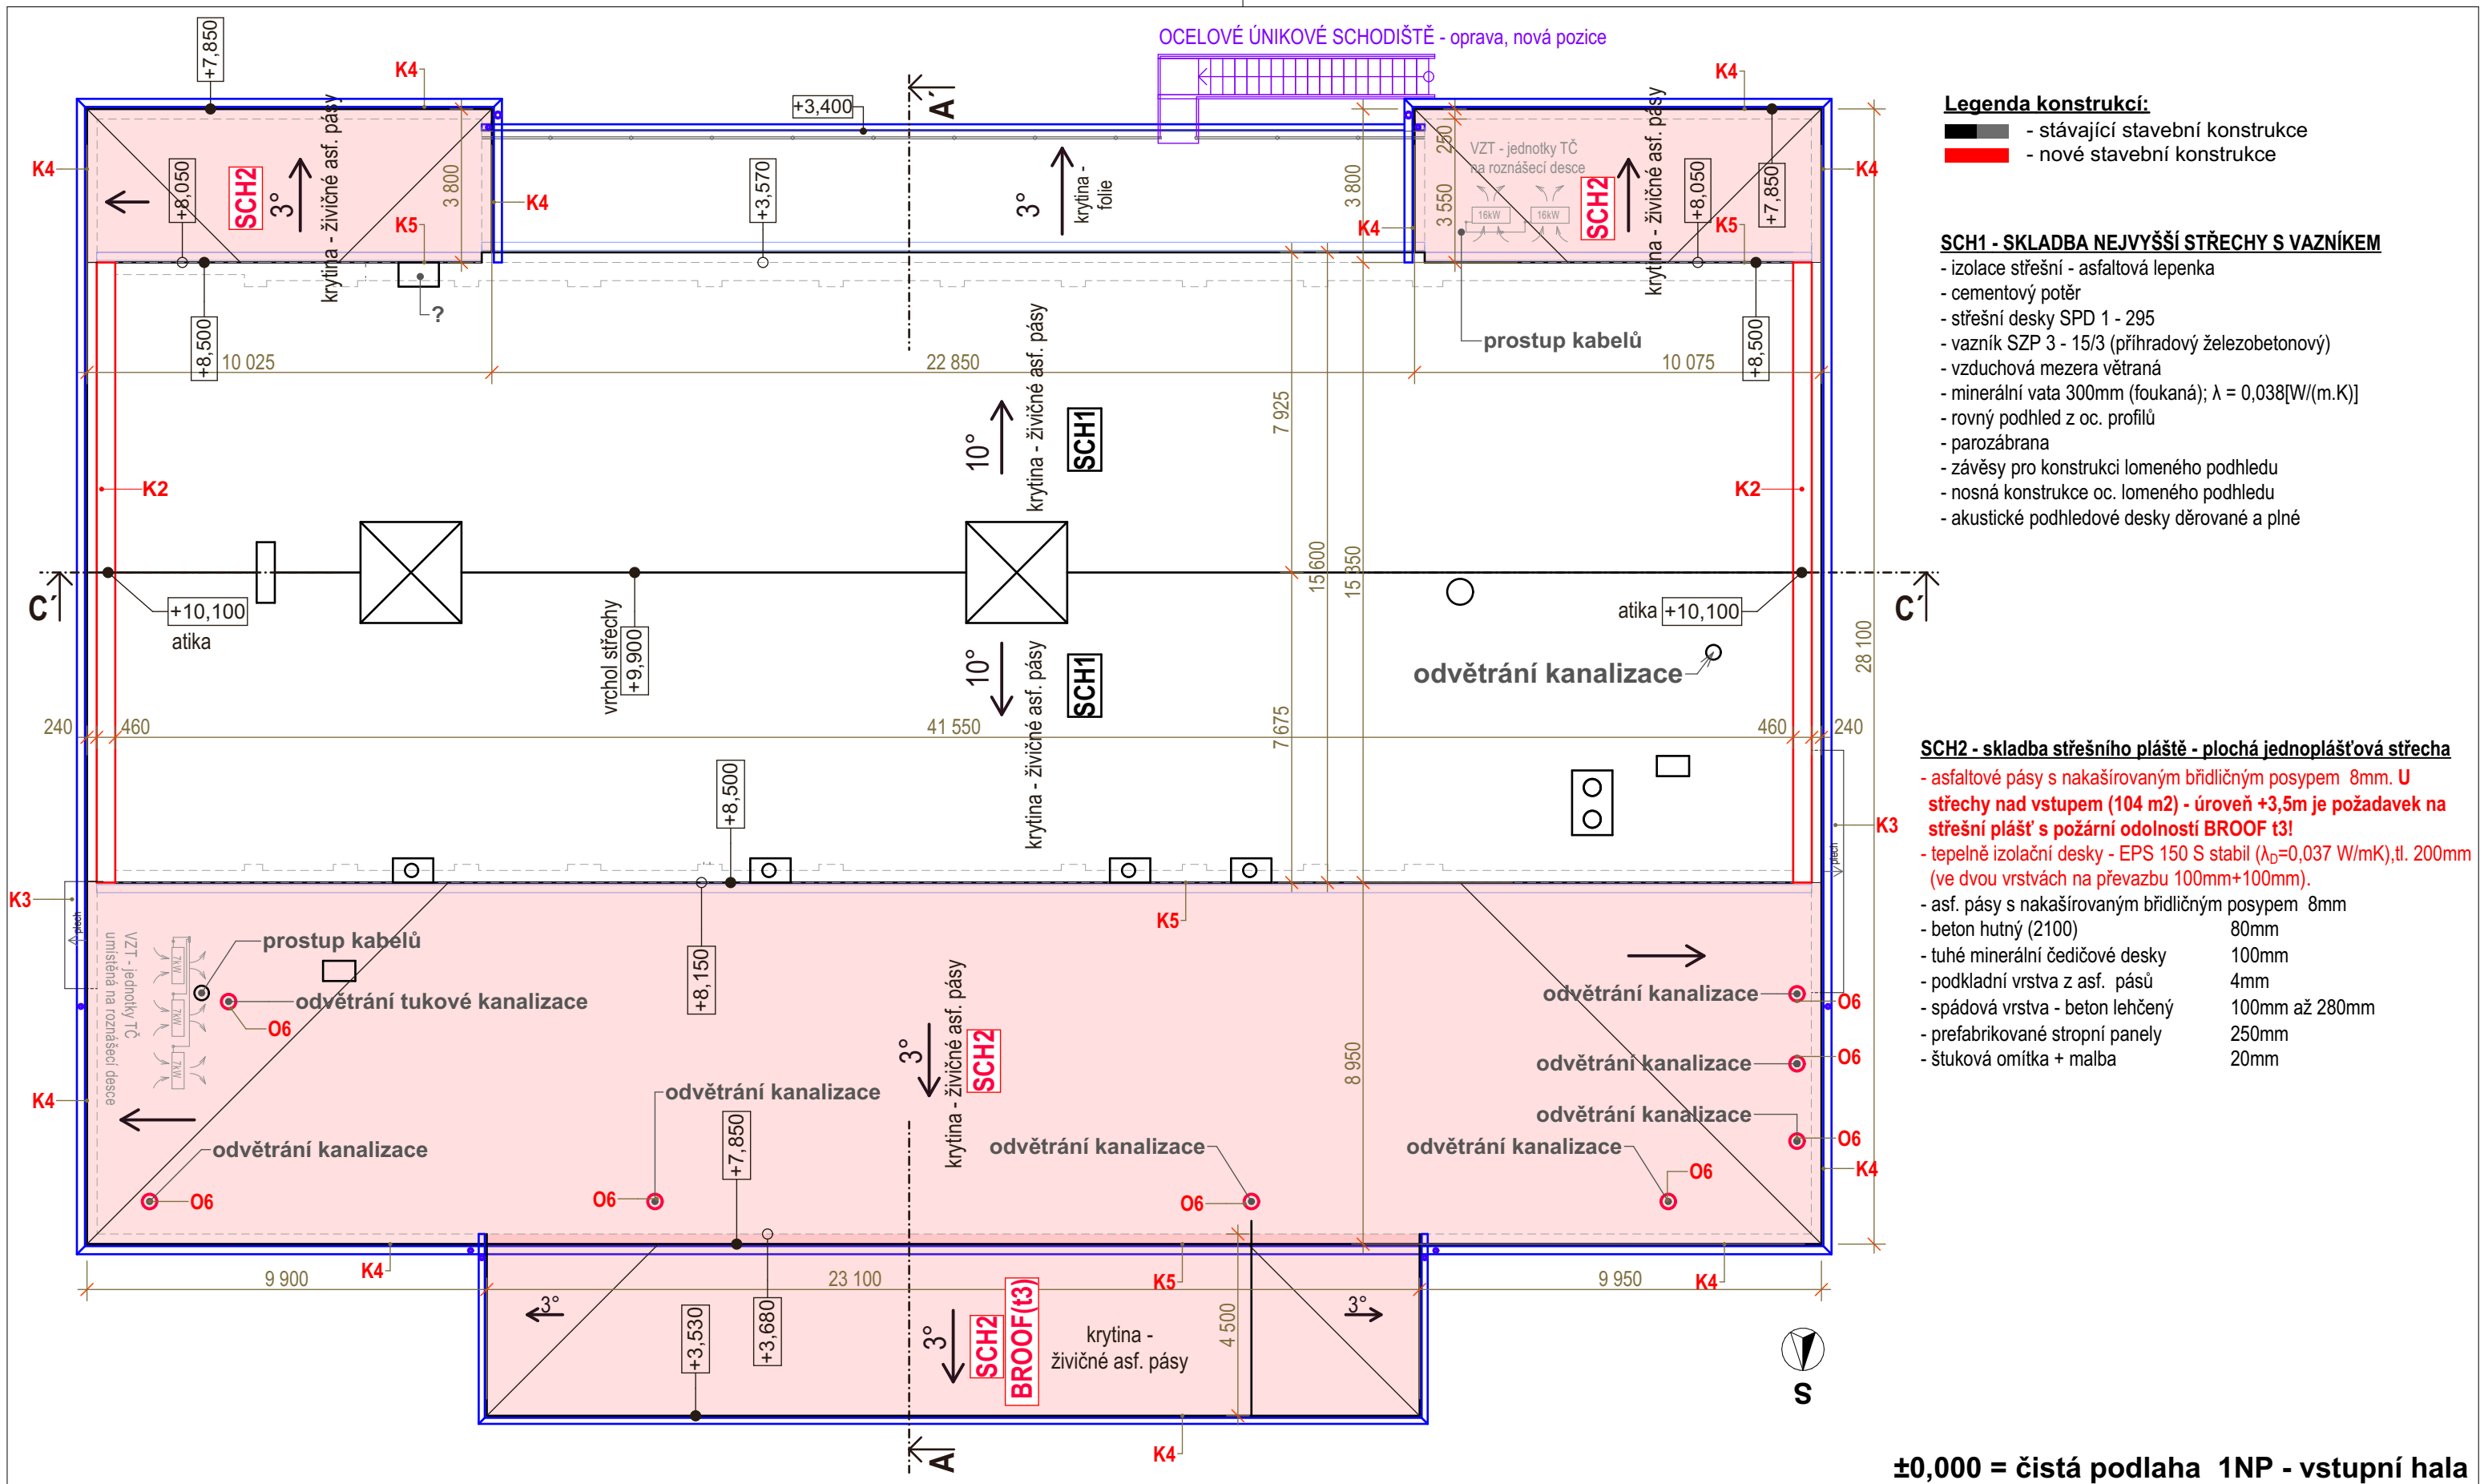 OCELOVÉ ÚNIKOVÉ SCHODIŠTĚ - oprava, nová pozice
+7,850
K4
K4
A´
+3,400
K4
+8,050
SCH2
3°
krytina - živičné asf. pásy
3 800
K4
K5
+3,570
3°
krytina -
folie
3 800
250
3 550
VZT - jednotky TČ
na roznášecí desce
16kW
16kW
SCH2
krytina - živičné asf. pásy
+8,050
+7,850
K4
K4
K5
?
+8,500
prostup kabelů
+8,500
10 025
22 850
10 075
7 925
10°
krytina - živičné asf. pásy
SCH1
K2
K2
15 600
15 350
C´
C´
+10,100
atika
vrchol střechy
+9,900
atika
+10,100
28 100
odvětrání kanalizace
10°
krytina - živičné asf. pásy
SCH1
7 675
240
460
41 550
460
240
+8,500
K3
plech
K3
plech
K5
VZT - jednotky TČ
umístěná na roznášecí desce
7kW
7kW
7kW
prostup kabelů
odvětrání tukové kanalizace
O6
+8,150
3°
krytina - živičné asf. pásy
SCH2
8 950
odvětrání kanalizace
O6
odvětrání kanalizace
O6
odvětrání kanalizace
O6
K4
odvětrání kanalizace
O6
odvětrání kanalizace
O6
+7,850
odvětrání kanalizace
O6
odvětrání kanalizace
O6
K4
K4
9 900
23 100
K5
9 950
K4
3°
+3,530
+3,680
3°
SCH2
BROOF(t3)
krytina -
živičné asf. pásy
4 500
3°
A
K4
S
Legenda konstrukcí:
- stávající stavební konstrukce
- nové stavební konstrukce
SCH1 - SKLADBA NEJVYŠŠÍ STŘECHY S VAZNÍKEM
- izolace střešní - asfaltová lepenka
- cementový potěr
- střešní desky SPD 1 - 295
- vazník SZP 3 - 15/3 (příhradový železobetonový)
- vzduchová mezera větraná
- minerální vata 300mm (foukaná); λ = 0,038[W/(m.K)]
- rovný podhled z oc. profilů
- parozábrana
- závěsy pro konstrukci lomeného podhledu
- nosná konstrukce oc. lomeného podhledu
- akustické podhledové desky děrované a plné
SCH2 - skladba střešního pláště - plochá jednoplášťová střecha
- asfaltové pásy s nakašírovaným břidličným posypem 8mm. U
střechy nad vstupem (104 m2) - úroveň +3,5m je požadavek na
střešní plášť s požární odolností BROOF t3!
- tepelně izolační desky - EPS 150 S stabil (λD=0,037 W/mK),tl. 200mm
(ve dvou vrstvách na převazbu 100mm+100mm).
- asf. pásy s nakašírovaným břidličným posypem 8mm
- beton hutný (2100) 80mm
- tuhé minerální čedičové desky 100mm
- podkladní vrstva z asf. pásů 4mm
- spádová vrstva - beton lehčený 100mm až 280mm
- prefabrikované stropní panely 250mm
- štuková omítka + malba 20mm
±0,000 = čistá podlaha 1NP - vstupní hala